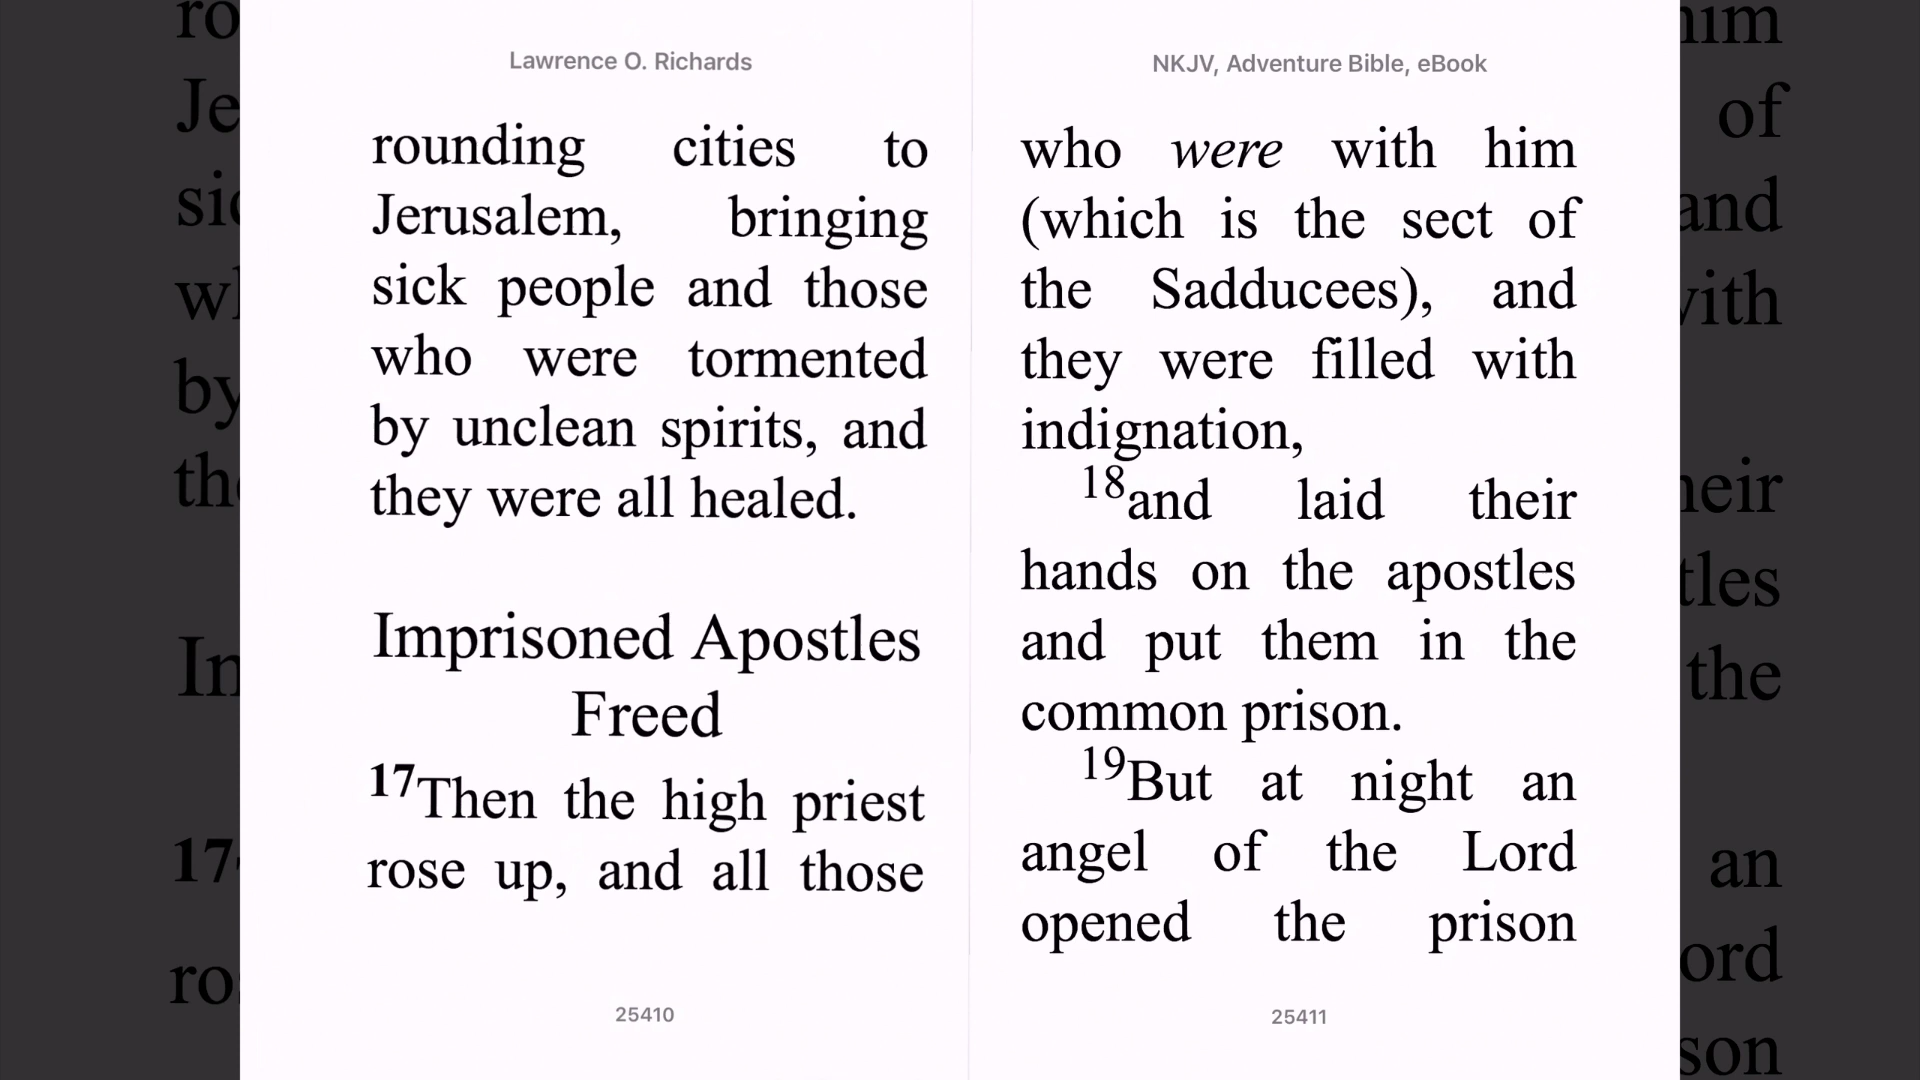 Lawrence O. Richards
rounding cities to
Jerusalem, bringing
sick people and those
who were tormented
by unclean spirits, and
they were all healed.
Imprisoned Apostles
Freed
17Then the high priest
rose up, and all those
25410
NKJV, Adventure Bible, eBook
who were with him
(which is the sect of
the Sadducees), and
they were filled with
indignation,
18and laid their
hands on the apostles
and put them in the
common prison.
19But at night an
angel of the Lord
opened the prison
25411